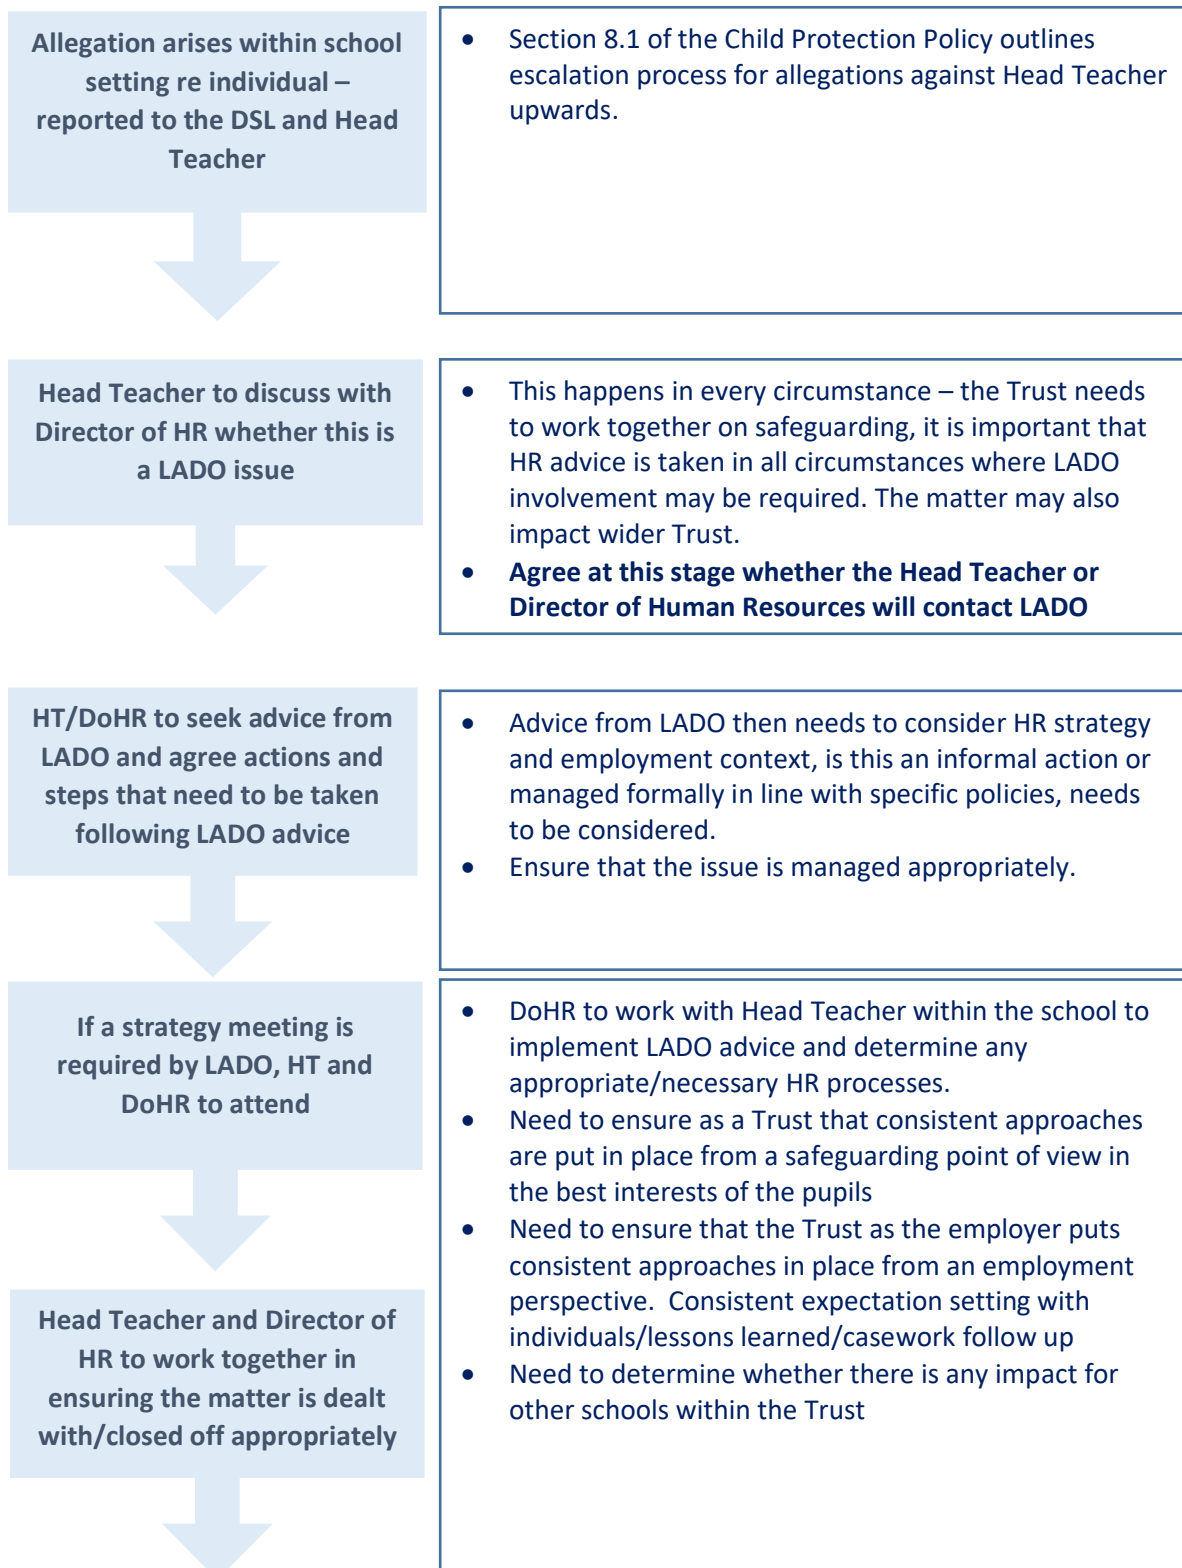 Allegation arises within school
setting re individual –
reported to the DSL and Head
Teacher
• Section 8.1 of the Child Protection Policy outlines
escalation process for allegations against Head Teacher
upwards.
Head Teacher to discuss with
Director of HR whether this is
a LADO issue
• This happens in every circumstance – the Trust needs
to work together on safeguarding, it is important that
HR advice is taken in all circumstances where LADO
involvement may be required. The matter may also
impact wider Trust.
• Agree at this stage whether the Head Teacher or
Director of Human Resources will contact LADO
HT/DoHR to seek advice from
LADO and agree actions and
steps that need to be taken
following LADO advice
• Advice from LADO then needs to consider HR strategy
and employment context, is this an informal action or
managed formally in line with specific policies, needs
to be considered.
• Ensure that the issue is managed appropriately.
If a strategy meeting is
required by LADO, HT and
DoHR to attend
Head Teacher and Director of
HR to work together in
ensuring the matter is dealt
with/closed off appropriately
• DoHR to work with Head Teacher within the school to
implement LADO advice and determine any
appropriate/necessary HR processes.
• Need to ensure as a Trust that consistent approaches
are put in place from a safeguarding point of view in
the best interests of the pupils
• Need to ensure that the Trust as the employer puts
consistent approaches in place from an employment
perspective.  Consistent expectation setting with
individuals/lessons learned/casework follow up
• Need to determine whether there is any impact for
other schools within the Trust